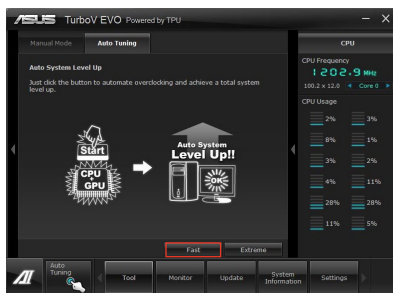 ASUS TurboV EVO Powered by TPU
Manual Mode Auto Tuning
Auto System Level Up
Just click the button to automate overclocking and achieve a total system
level up.
Start
CPU
+
GPU
Auto System
Level Up!!
OK
Fast Extreme
CPU
CPU Frequency
1202.9 MHz
100.2 x 12.0 Core 0
CPU Usage
2% 3%
8% 1%
3% 2%
4% 11%
28% 28%
11% 5%
Auto
Tuning
Tool Monitor Update System
Information Settings